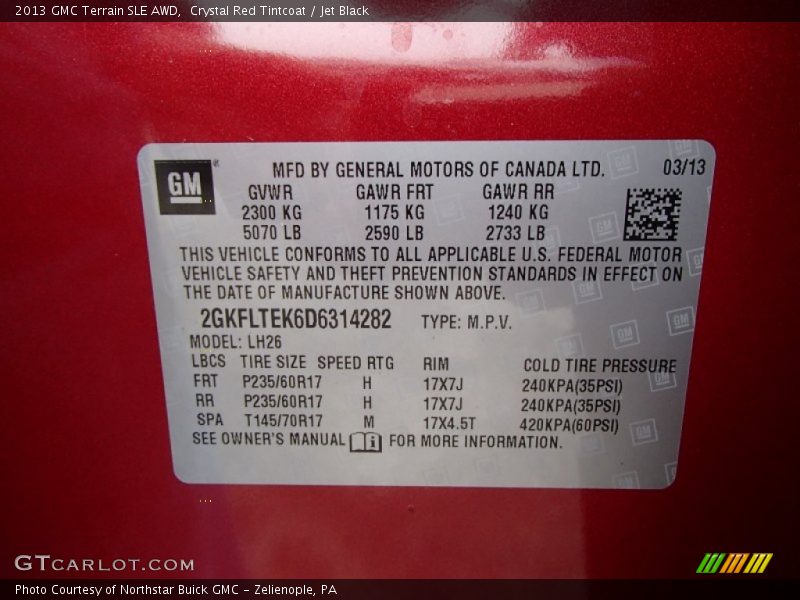 2013 GMC Terrain SLE AWD, Crystal Red Tintcoat / Jet Black
GM®
MFD BY GENERAL MOTORS OF CANADA LTD. 03/13
GVWR GAWR FRT GAWR RR
2300 KG 1175 KG 1240 KG
5070 LB 2590 LB 2733 LB
THIS VEHICLE CONFORMS TO ALL APPLICABLE U.S. FEDERAL MOTOR
VEHICLE SAFETY AND THEFT PREVENTION STANDARDS IN EFFECT ON
THE DATE OF MANUFACTURE SHOWN ABOVE.
2GKFLTEK6D6314282 TYPE: M.P.V.
MODEL: LH26
LBCS TIRE SIZE SPEED RTG RIM COLD TIRE PRESSURE
FRT P235/60R17 H 17X7J 240KPA(35PSI)
RR P235/60R17 H 17X7J 240KPA(35PSI)
SPA T145/70R17 M 17X4.5T 420KPA(60PSI)
SEE OWNER'S MANUAL FOR MORE INFORMATION.
GTCARLOT.COM
Photo Courtesy of Northstar Buick GMC - Zelienople, PA